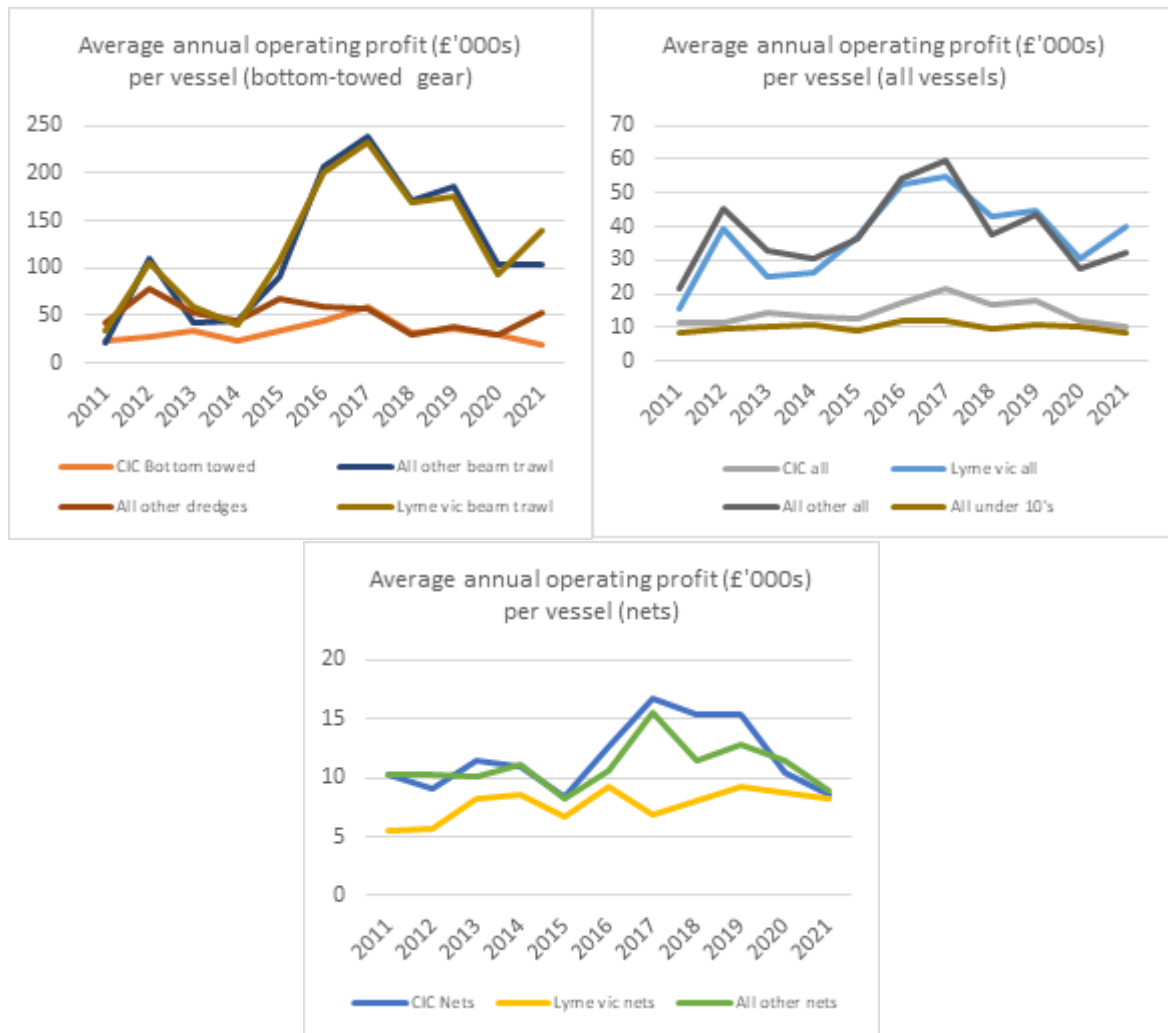 Average annual operating profit (£'000s)
per vessel (bottom-towed gear)
250
200
150
100
50
0
2011 2012 2013 2014 2015 2016 2017 2018 2019 2020 2021
CIC Bottom towed All other beam trawl
All other dredges Lyme vic beam trawl
Average annual operating profit (£'000s)
per vessel (all vessels)
70
60
50
40
30
20
10
0
2011 2012 2013 2014 2015 2016 2017 2018 2019 2020 2021
CIC all Lyme vic all
All other all All under 10's
Average annual operating profit (£'000s)
per vessel (nets)
20
15
10
5
0
2011 2012 2013 2014 2015 2016 2017 2018 2019 2020 2021
CIC Nets Lyme vic nets All other nets